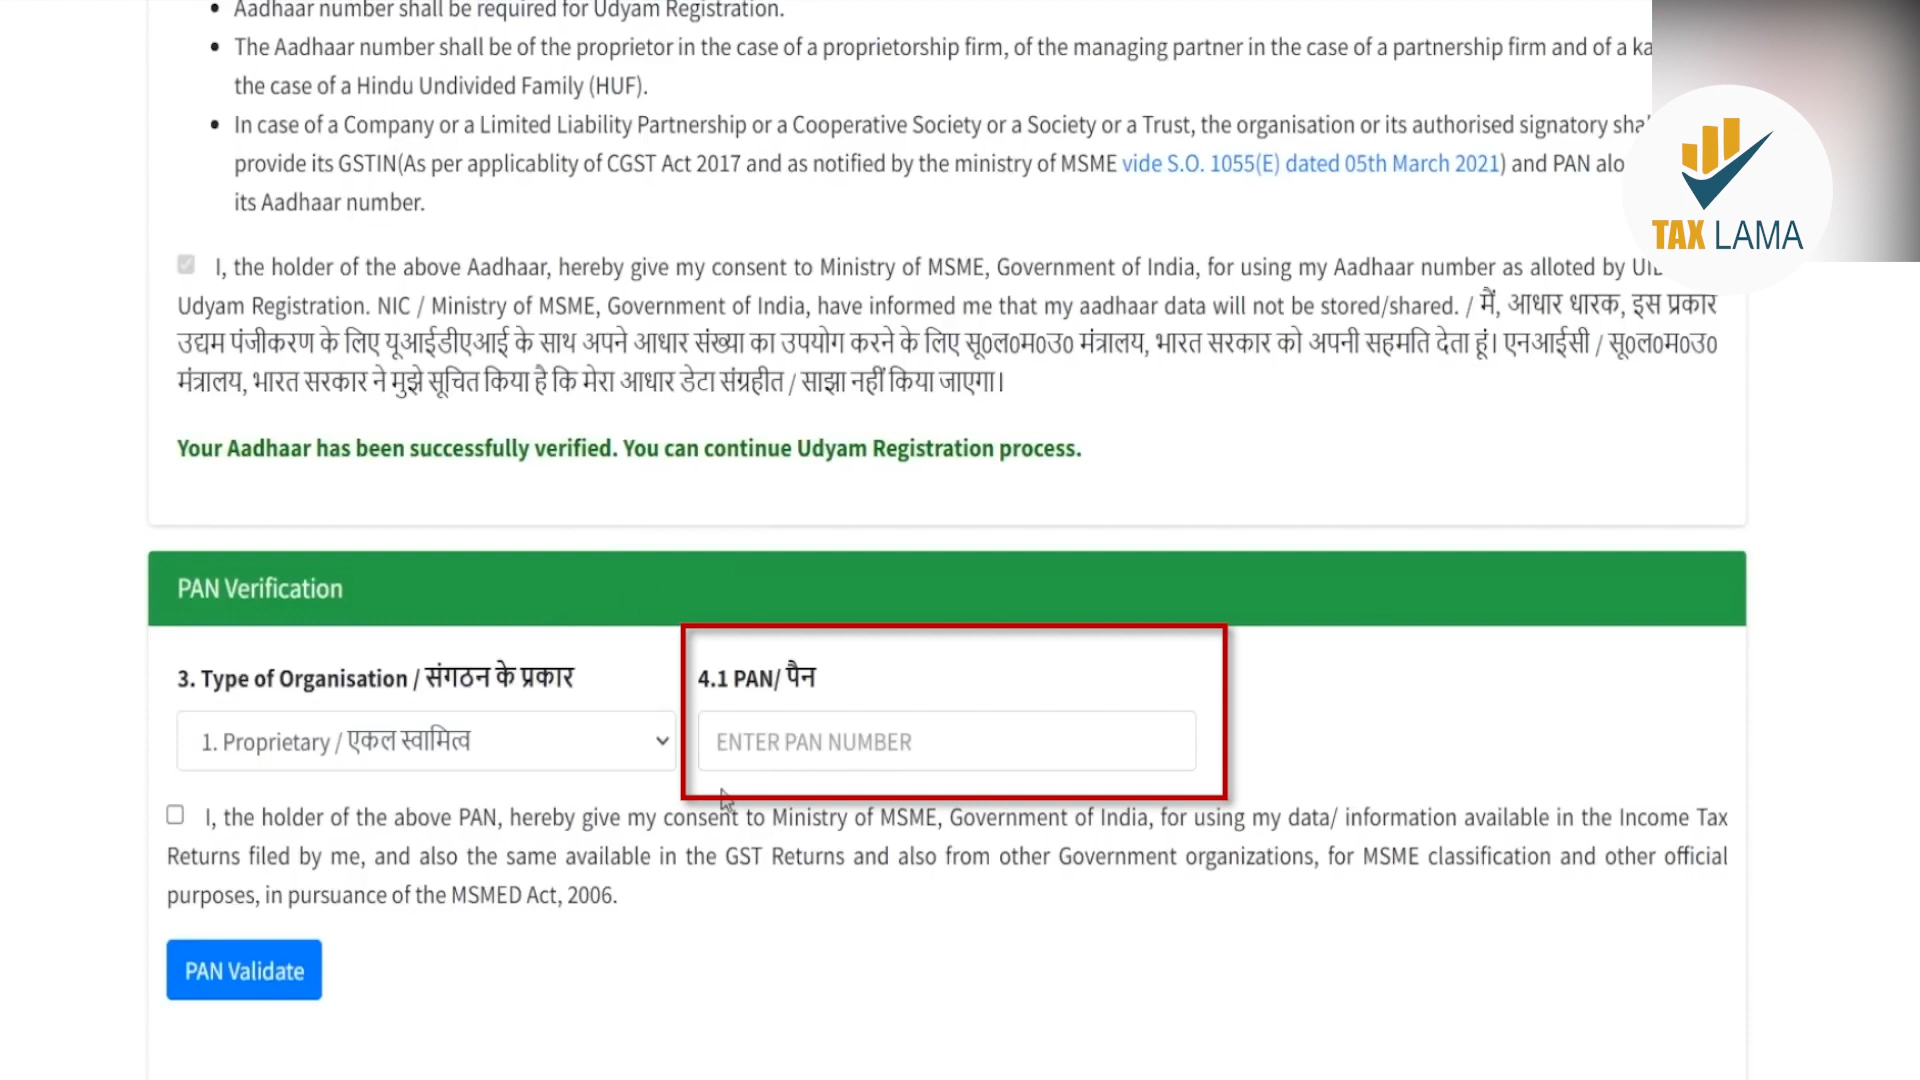 Aadhaar number shall be required for Udyam Registration.
The Aadhaar number shall be of the proprietor in the case of a proprietorship firm, of the managing partner in the case of a partnership firm and of a ka
the case of a Hindu Undivided Family (HUF).
In case of a Company or a Limited Liability Partnership or a Cooperative Society or a Society or a Trust, the organisation or its authorised signatory shal
provide its GSTIN(As per applicablity of CGST Act 2017 and as notified by the ministry of MSME vide S.O. 1055(E) dated 05th March 2021) and PAN alo
its Aadhaar number.
TAX LAMA
I, the holder of the above Aadhaar, hereby give my consent to Ministry of MSME, Government of India, for using my Aadhaar number as alloted by
Udyam Registration. NIC / Ministry of MSME, Government of India, have informed me that my aadhaar data will not be stored/shared. / मैं, आधार धारक, इस प्रकार
उद्यम पंजीकरण के लिए यूआईडीएआई के साथ अपने आधार संख्या का उपयोग करने के लिए सू0ल0म0उ0 मंत्रालय, भारत सरकार को अपनी सहमति देता हूं। एनआईसी / सू0ल0म0उ0
मंत्रालय, भारत सरकार ने मुझे सूचित किया है कि मेरा आधार डेटा संग्रहीत / साझा नहीं किया जाएगा।
Your Aadhaar has been successfully verified. You can continue Udyam Registration process.
PAN Verification
3. Type of Organisation / संगठन के प्रकार
4.1 PAN/ पैन
1. Proprietary / एकल स्वामित्व
ENTER PAN NUMBER
I, the holder of the above PAN, hereby give my consent to Ministry of MSME, Government of India, for using my data/ information available in the Income Tax
Returns filed by me, and also the same available in the GST Returns and also from other Government organizations, for MSME classification and other official
purposes, in pursuance of the MSMED Act, 2006.
PAN Validate